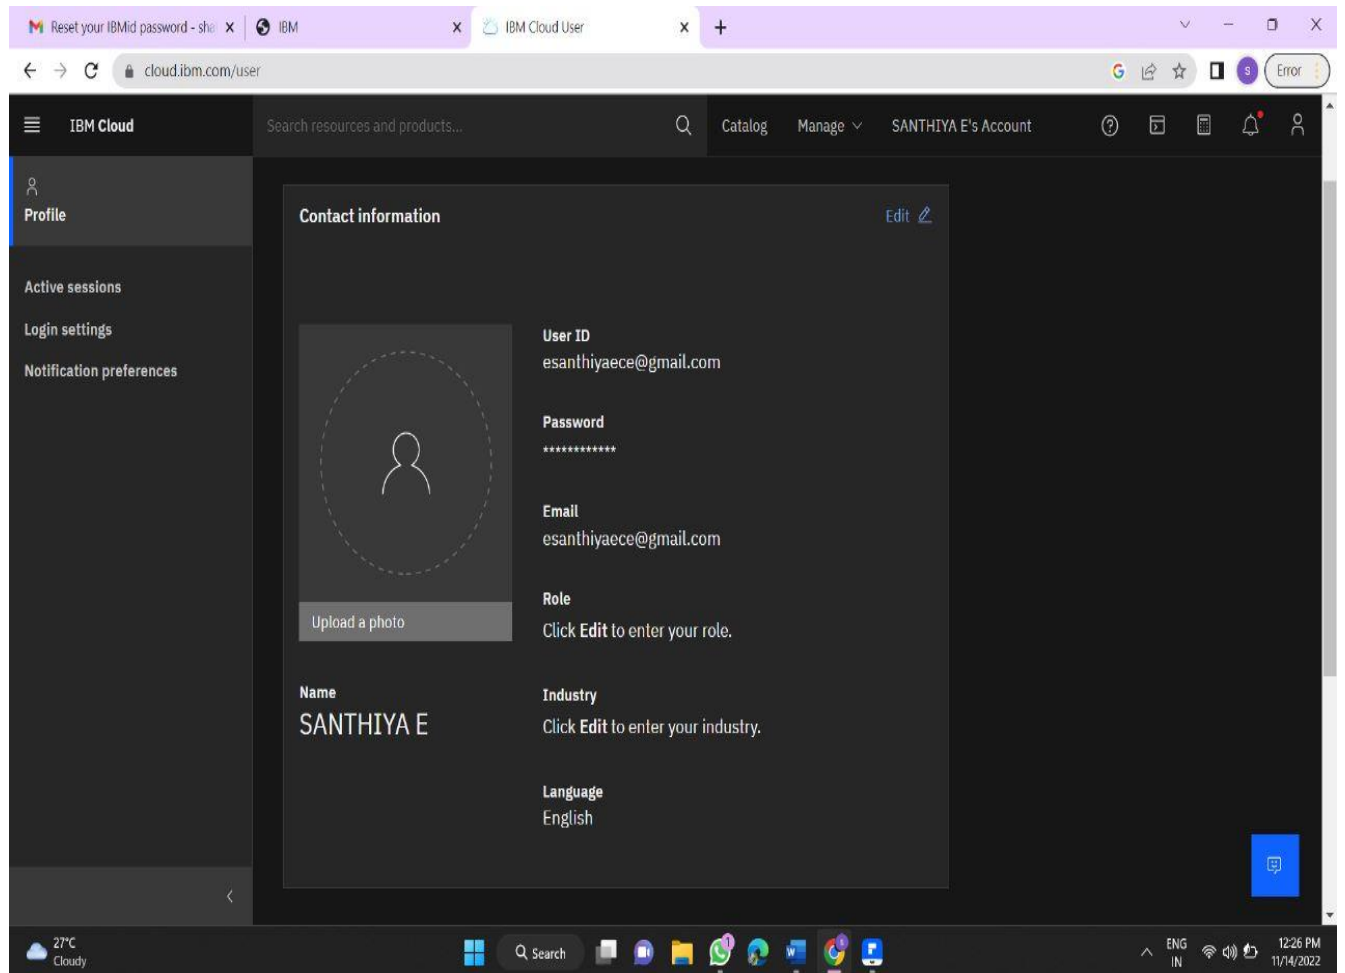 Reset your IBMid password - sha
IBM
IBM Cloud User
cloud.ibm.com/user
Error
IBM Cloud
Search resources and products...
Catalog
Manage
SANTHIYA E's Account
Profile
Active sessions
Login settings
Notification preferences
Contact information
Edit
Upload a photo
Name
SANTHIYA E
User ID
esanthiyaece@gmail.com
Password
************
Email
esanthiyaece@gmail.com
Role
Click Edit to enter your role.
Industry
Click Edit to enter your industry.
Language
English
27°C
Cloudy
Search
ENG
IN
12:26 PM
11/14/2022